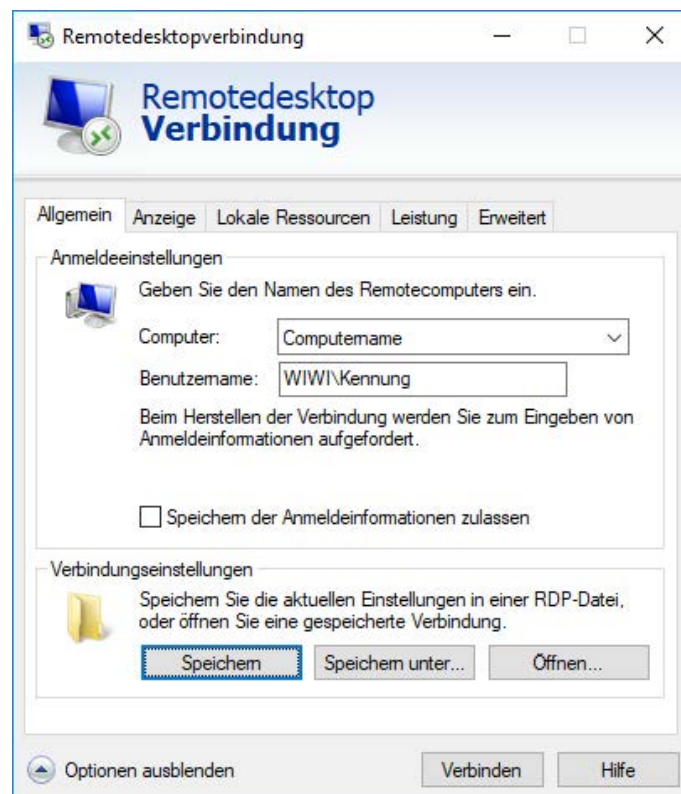 Remotedesktopverbindung
Remotedesktop
Verbindung
Allgemein Anzeige Lokale Ressourcen Leistung Erweitert
Anmeldeeinstellungen
Geben Sie den Namen des Remotecomputers ein.
Computer: Computername
Benutzername: WIWI\Kennung
Beim Herstellen der Verbindung werden Sie zum Eingeben von
Anmeldeinformationen aufgefordert.
Speichern der Anmeldeinformationen zulassen
Verbindungseinstellungen
Speichern Sie die aktuellen Einstellungen in einer RDP-Datei,
oder öffnen Sie eine gespeicherte Verbindung.
Speichern Speichern unter... Öffnen...
Optionen ausblenden Verbinden Hilfe